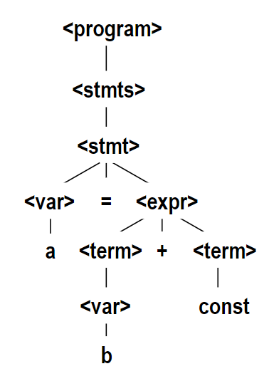 <program>
<stmts>
<stmt>
<var> = <expr>
a <term> + <term>
<var> const
b